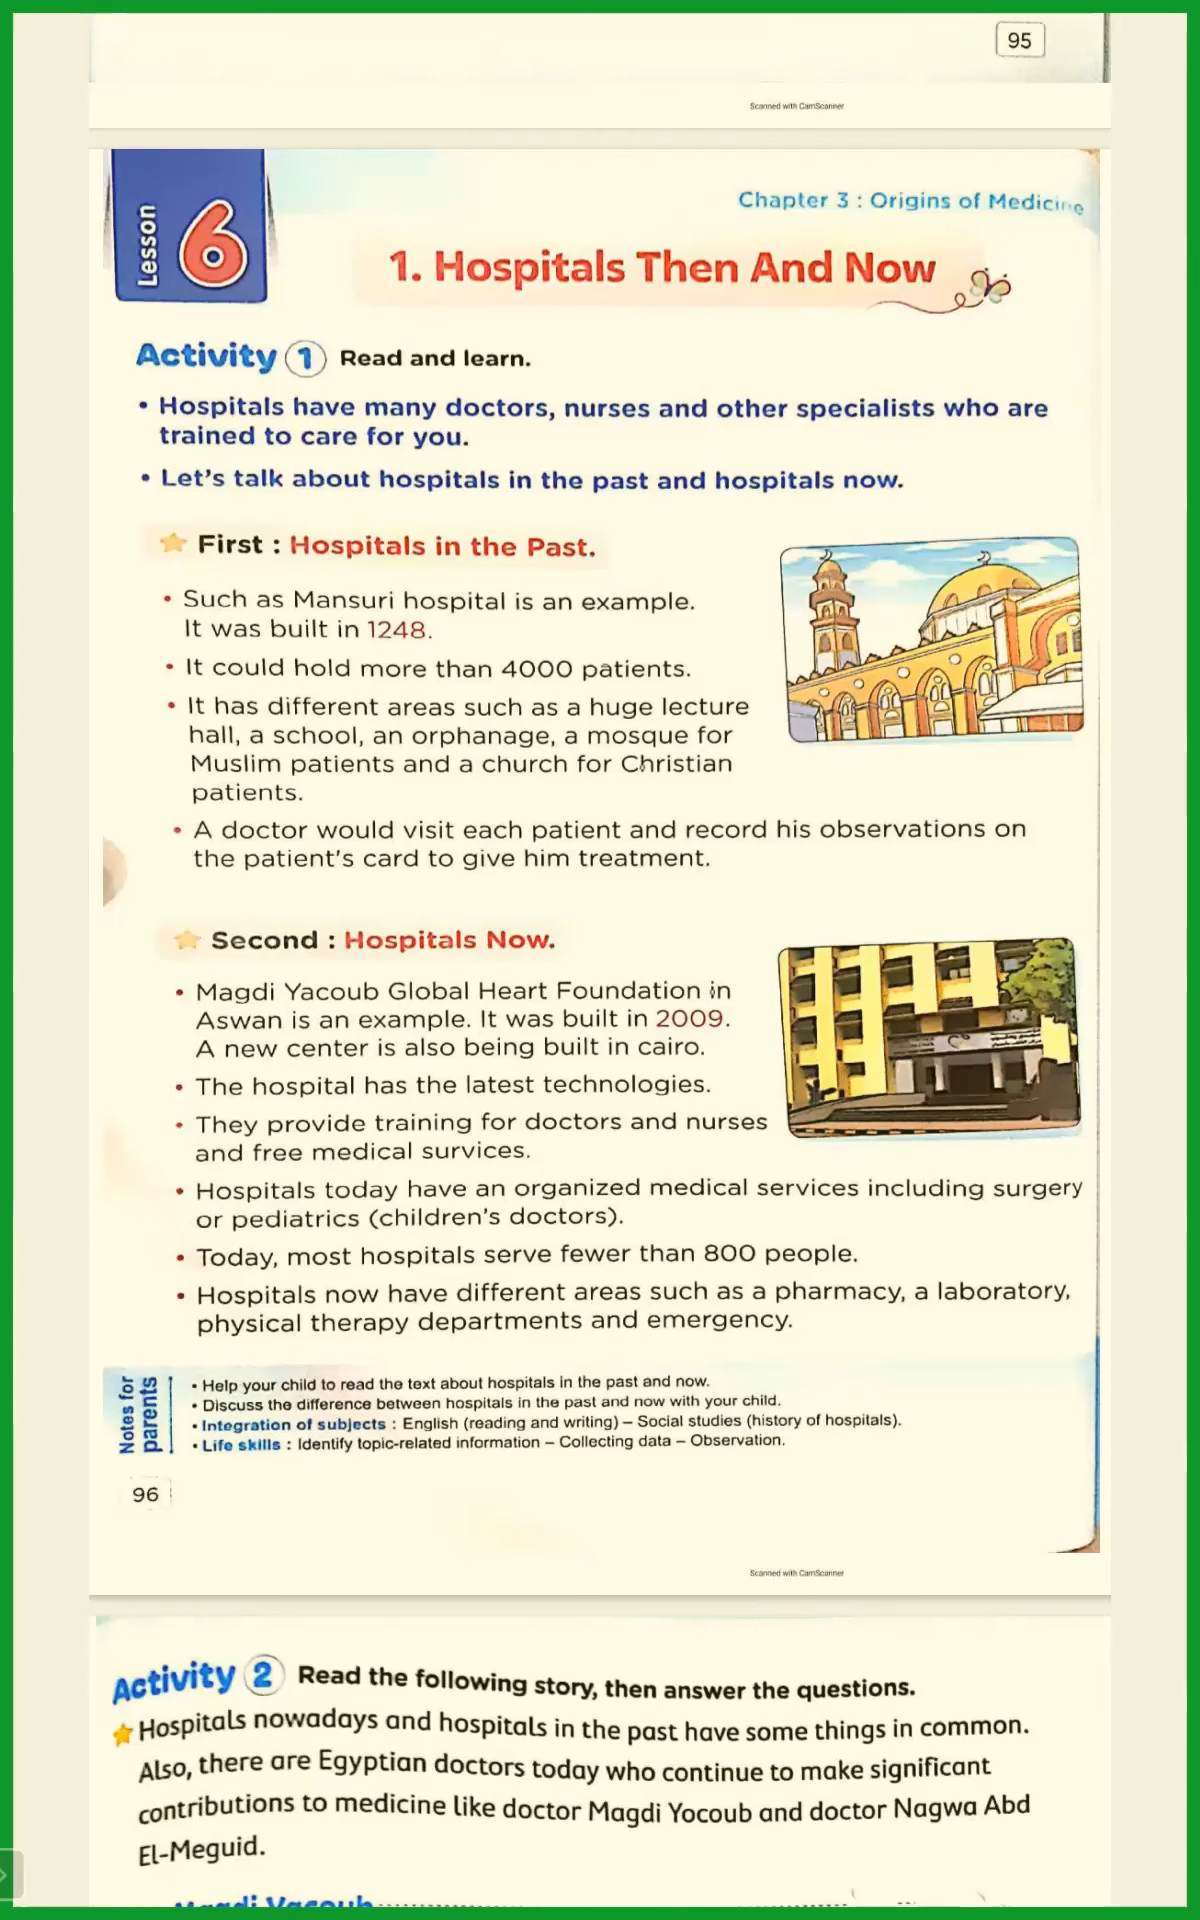 95
Scanned with CamScanner
Lesson 6
Chapter 3 : Origins of Medicine
1. Hospitals Then And Now
Activity 1 Read and learn.
• Hospitals have many doctors, nurses and other specialists who are
trained to care for you.
• Let's talk about hospitals in the past and hospitals now.
First : Hospitals in the Past.
• Such as Mansuri hospital is an example.
It was built in 1248.
• It could hold more than 4000 patients.
• It has different areas such as a huge lecture
hall, a school, an orphanage, a mosque for
Muslim patients and a church for Christian
patients.
• A doctor would visit each patient and record his observations on
the patient's card to give him treatment.
Second : Hospitals Now.
• Magdi Yacoub Global Heart Foundation in
Aswan is an example. It was built in 2009.
A new center is also being built in cairo.
• The hospital has the latest technologies.
• They provide training for doctors and nurses
and free medical survices.
• Hospitals today have an organized medical services including surgery
or pediatrics (children's doctors).
• Today, most hospitals serve fewer than 800 people.
• Hospitals now have different areas such as a pharmacy, a laboratory,
physical therapy departments and emergency.
Notes for
parents
• Help your child to read the text about hospitals in the past and now.
• Discuss the difference between hospitals in the past and now with your child.
• Integration of subjects : English (reading and writing) – Social studies (history of hospitals).
• Life skills : Identify topic-related information – Collecting data – Observation.
96
Scanned with CamScanner
Activity 2 Read the following story, then answer the questions.
Hospitals nowadays and hospitals in the past have some things in common.
Also, there are Egyptian doctors today who continue to make significant
contributions to medicine like doctor Magdi Yocoub and doctor Nagwa Abd
El-Meguid.
Magdi Yacoub